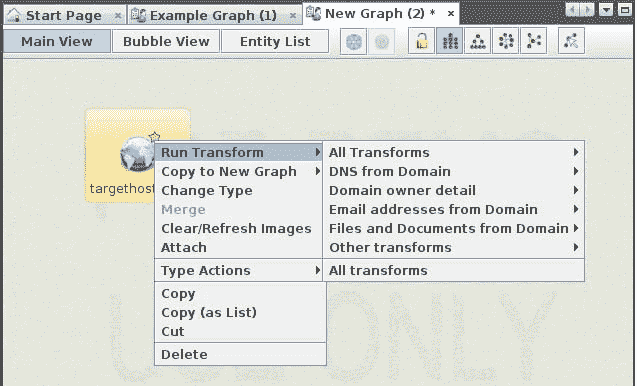 Start Page
Example Graph (1)
New Graph (2) *
Main View
Bubble View
Entity List
targethost
Run Transform
Copy to New Graph
Change Type
Merge
Clear/Refresh Images
Attach
Type Actions
Copy
Copy (as List)
Cut
Delete
All Transforms
DNS from Domain
Domain owner detail
Email addresses from Domain
Files and Documents from Domain
Other transforms
All transforms
ONLY